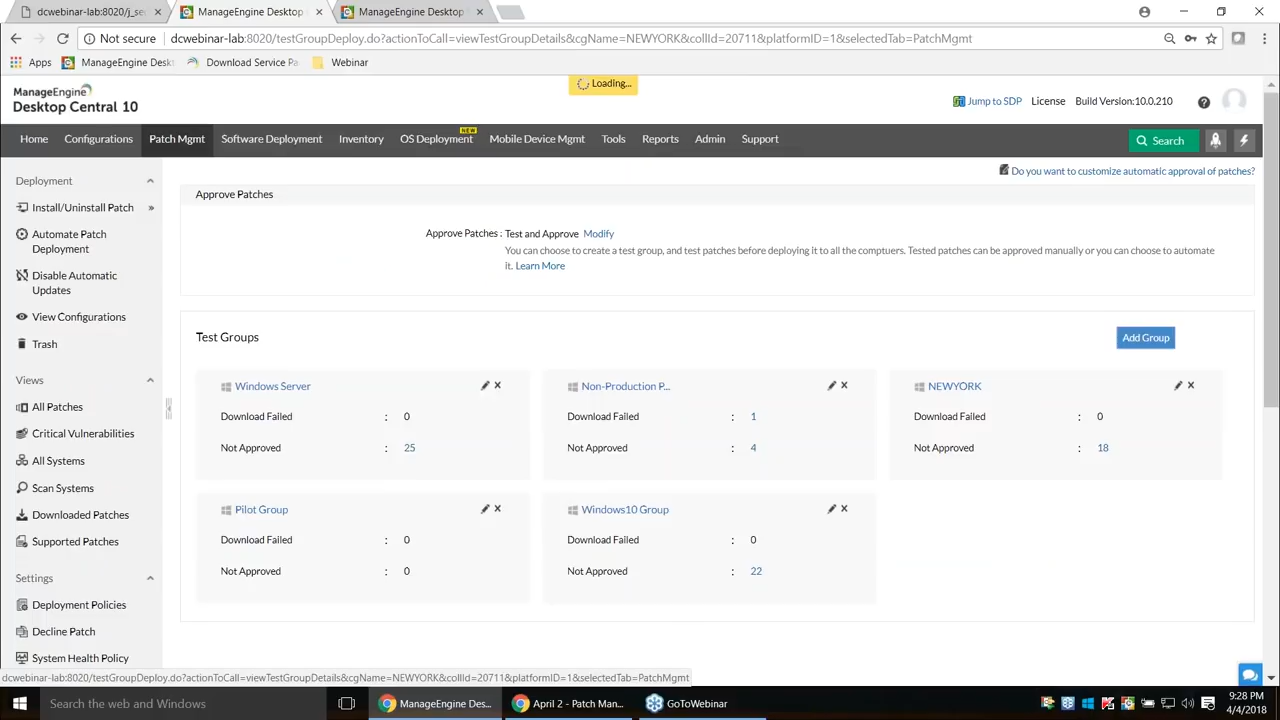 dcwebinar-lab:8020/j_se
ManageEngine Desktop
ManageEngine Desktop
Not secure
dcwebinar-lab:8020/testGroupDeploy.do?actionToCall=viewTestGroupDetails&cgName=NEWYORK&collId=20711&platformID=1&selectedTab=PatchMgmt
Apps
ManageEngine Deskt
Download Service Pa
Webinar
Loading...
ManageEngine
Desktop Central 10
Jump to SDP
License
Build Version:10.0.210
Home
Configurations
Patch Mgmt
Software Deployment
Inventory
OS Deployment
NEW
Mobile Device Mgmt
Tools
Reports
Admin
Support
Search
Deployment
Install/Uninstall Patch
Automate Patch
Deployment
Disable Automatic
Updates
View Configurations
Trash
Views
All Patches
Critical Vulnerabilities
All Systems
Scan Systems
Downloaded Patches
Supported Patches
Settings
Deployment Policies
Decline Patch
System Health Policy
Do you want to customize automatic approval of patches?
Approve Patches
Approve Patches : Test and Approve Modify
You can choose to create a test group, and test patches before deploying it to all the comptuers. Tested patches can be approved manually or you can choose to automate
it. Learn More
Test Groups
Add Group
Windows Server
Download Failed : 0
Not Approved : 25
Non-Production P...
Download Failed : 1
Not Approved : 4
NEWYORK
Download Failed : 0
Not Approved : 18
Pilot Group
Download Failed : 0
Not Approved : 0
Windows10 Group
Download Failed : 0
Not Approved : 22
dcwebinar-lab:8020/testGroupDeploy.do?actionToCall=viewTestGroupDetails&cgName=NEWYORK&collId=20711&platformID=1&selectedTab=PatchMgmt
Search the web and Windows
ManageEngine Des...
April 2 - Patch Man...
GoToWebinar
9:28 PM
4/4/2018